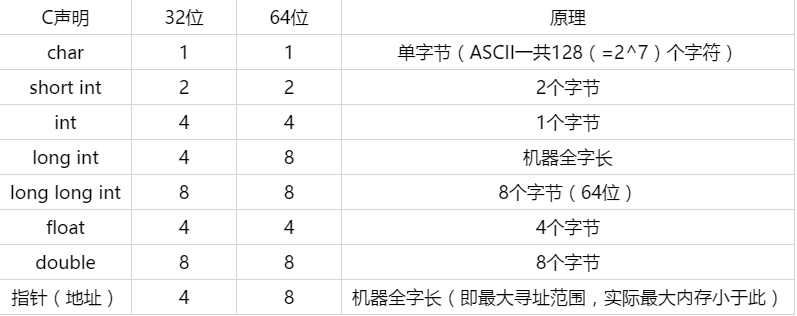 C声明 32位 64位 原理
char 1 1 单字节（ASCII一共128（=2^7）个字符）
short int 2 2 2个字节
int 4 4 1个字节
long int 4 8 机器全字长
long long int 8 8 8个字节（64位）
float 4 4 4个字节
double 8 8 8个字节
指针（地址） 4 8 机器全字长（即最大寻址范围，实际最大内存小于此）